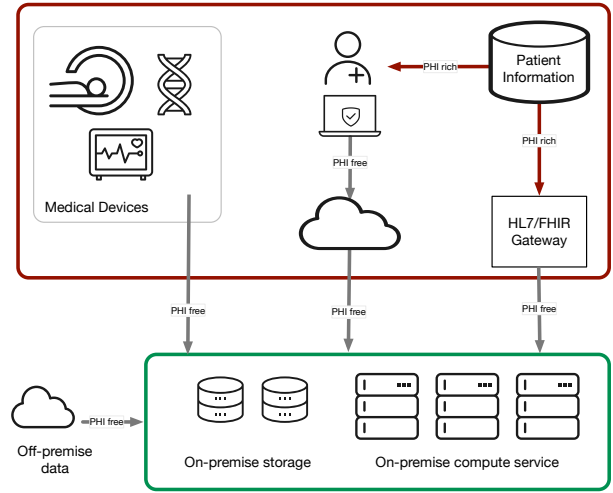 Patient
Information
PHI rich
PHI rich
PHI free
Medical Devices
HL7/FHIR
Gateway
PHI free
PHI free
PHI free
PHI free
Off-premise
data
On-premise storage
On-premise compute service